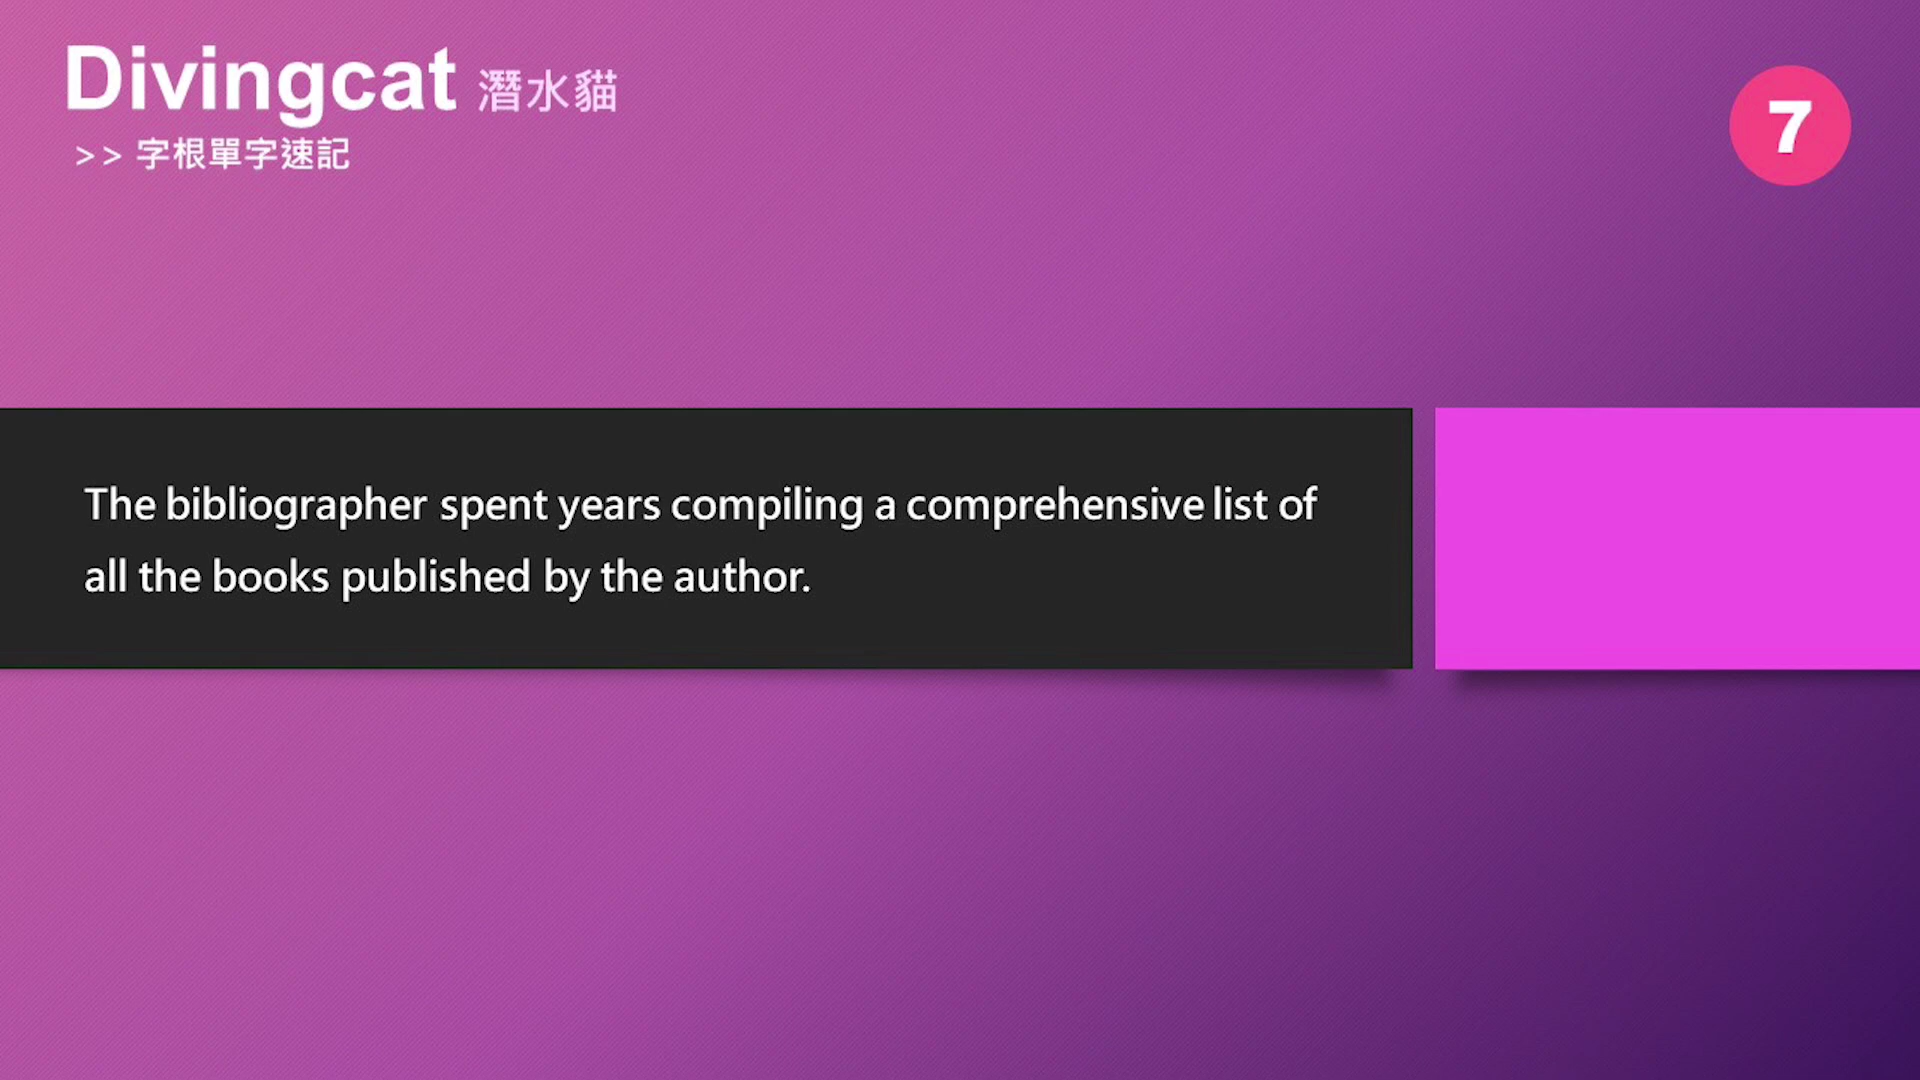 Divingcat 潛水貓
>> 字根單字速記
7
The bibliographer spent years compiling a comprehensive list of
all the books published by the author.